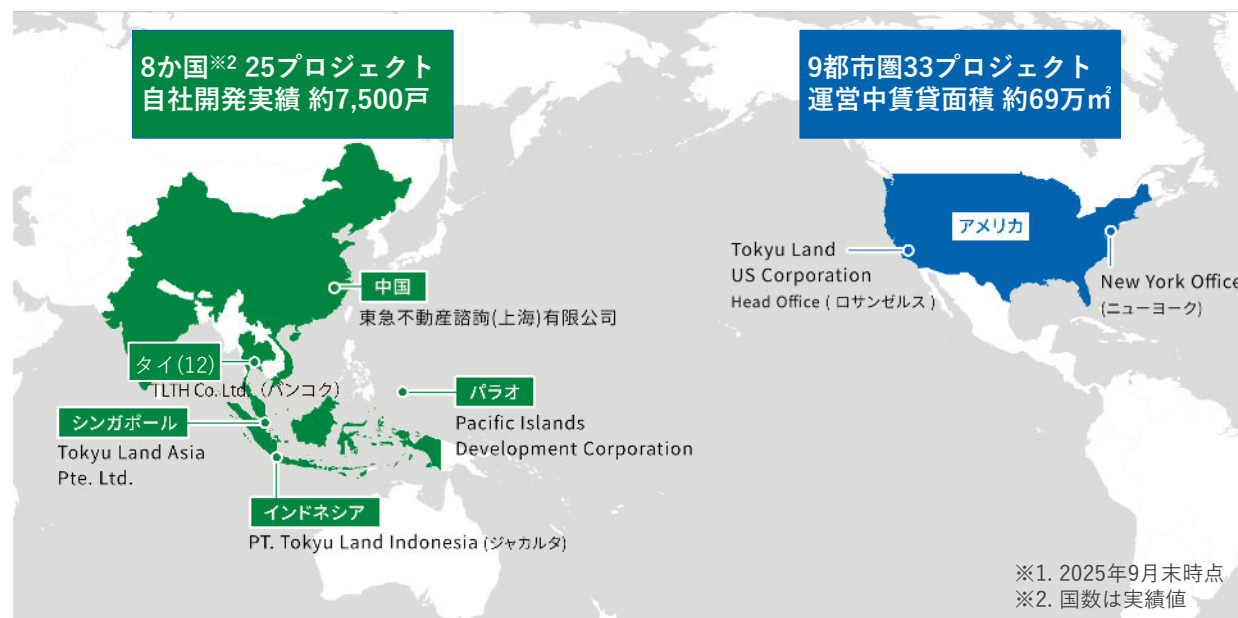 8か国※2 25プロジェクト
自社開発実績 約7,500戸
9都市圏33プロジェクト
運営中賃貸面積 約69万㎡
アメリカ
Tokyu Land
US Corporation
Head Office ( ロサンゼルス )
New York Office
(ニューヨーク)
中国
東急不動産諮詢(上海)有限公司
タイ(12)
TLTH Co. Ltd. (バンコク)
パラオ
Pacific Islands
Development Corporation
シンガポール
Tokyu Land Asia
Pte. Ltd.
インドネシア
PT. Tokyu Land Indonesia (ジャカルタ)
※1. 2025年9月末時点
※2. 国数は実績値